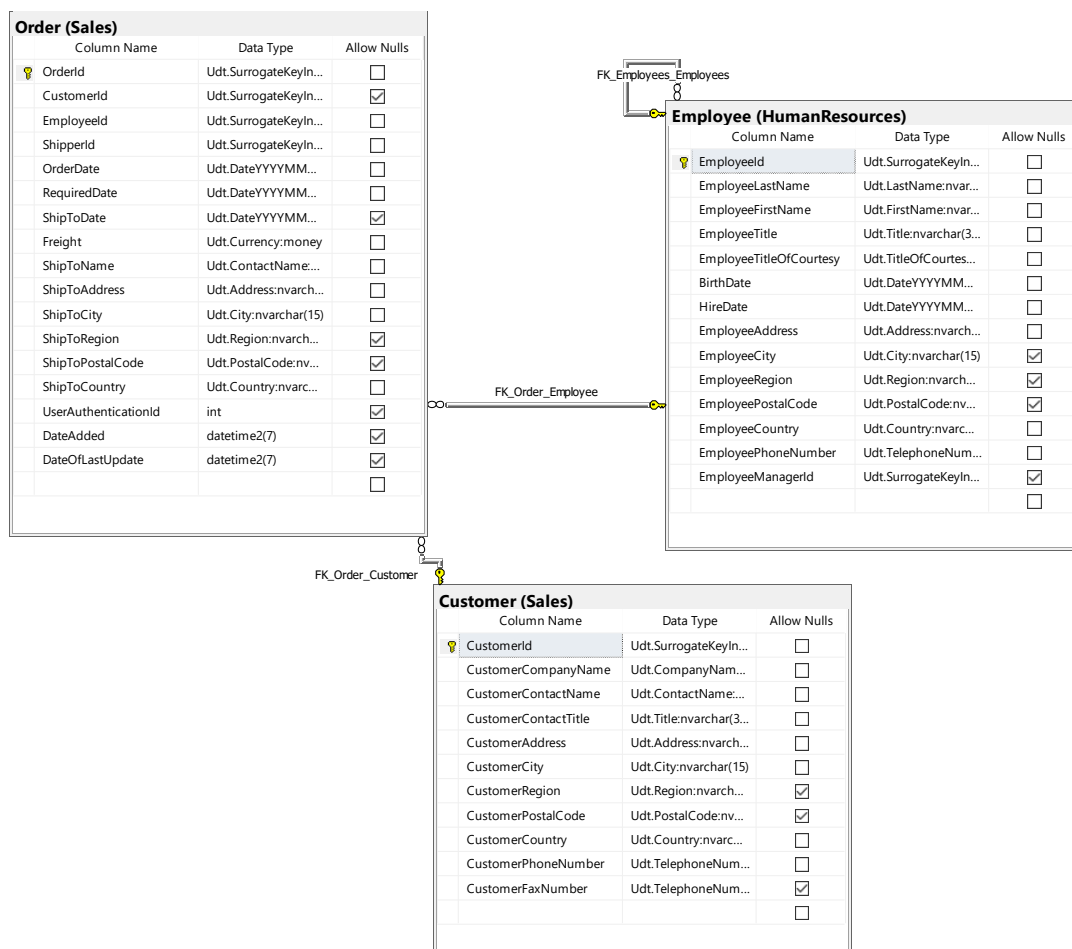 Order (Sales)
Column Name Data Type Allow Nulls
OrderId Udt.SurrogateKeyIn...
CustomerId Udt.SurrogateKeyIn...
EmployeeId Udt.SurrogateKeyIn...
ShipperId Udt.SurrogateKeyIn...
OrderDate Udt.DateYYYYMM...
RequiredDate Udt.DateYYYYMM...
ShipToDate Udt.DateYYYYMM...
Freight Udt.Currency:money
ShipToName Udt.ContactName:...
ShipToAddress Udt.Address:nvarch...
ShipToCity Udt.City:nvarchar(15)
ShipToRegion Udt.Region:nvarch...
ShipToPostalCode Udt.PostalCode:nv...
ShipToCountry Udt.Country:nvarc...
UserAuthenticationId int
DateAdded datetime2(7)
DateOfLastUpdate datetime2(7)
FK_Employees_Employees
Employee (HumanResources)
Column Name Data Type Allow Nulls
EmployeeId Udt.SurrogateKeyIn...
EmployeeLastName Udt.LastName:nvar...
EmployeeFirstName Udt.FirstName:nvar...
EmployeeTitle Udt.Title:nvarchar(3...
EmployeeTitleOfCourtesy Udt.TitleOfCourtes...
BirthDate Udt.DateYYYYMM...
HireDate Udt.DateYYYYMM...
EmployeeAddress Udt.Address:nvarch...
EmployeeCity Udt.City:nvarchar(15)
EmployeeRegion Udt.Region:nvarch...
EmployeePostalCode Udt.PostalCode:nv...
EmployeeCountry Udt.Country:nvarc...
EmployeePhoneNumber Udt.TelephoneNum...
EmployeeManagerId Udt.SurrogateKeyIn...
FK_Order_Employee
FK_Order_Customer
Customer (Sales)
Column Name Data Type Allow Nulls
CustomerId Udt.SurrogateKeyIn...
CustomerCompanyName Udt.CompanyNam...
CustomerContactName Udt.ContactName:...
CustomerContactTitle Udt.Title:nvarchar(3...
CustomerAddress Udt.Address:nvarch...
CustomerCity Udt.City:nvarchar(15)
CustomerRegion Udt.Region:nvarch...
CustomerPostalCode Udt.PostalCode:nv...
CustomerCountry Udt.Country:nvarc...
CustomerPhoneNumber Udt.TelephoneNum...
CustomerFaxNumber Udt.TelephoneNum...